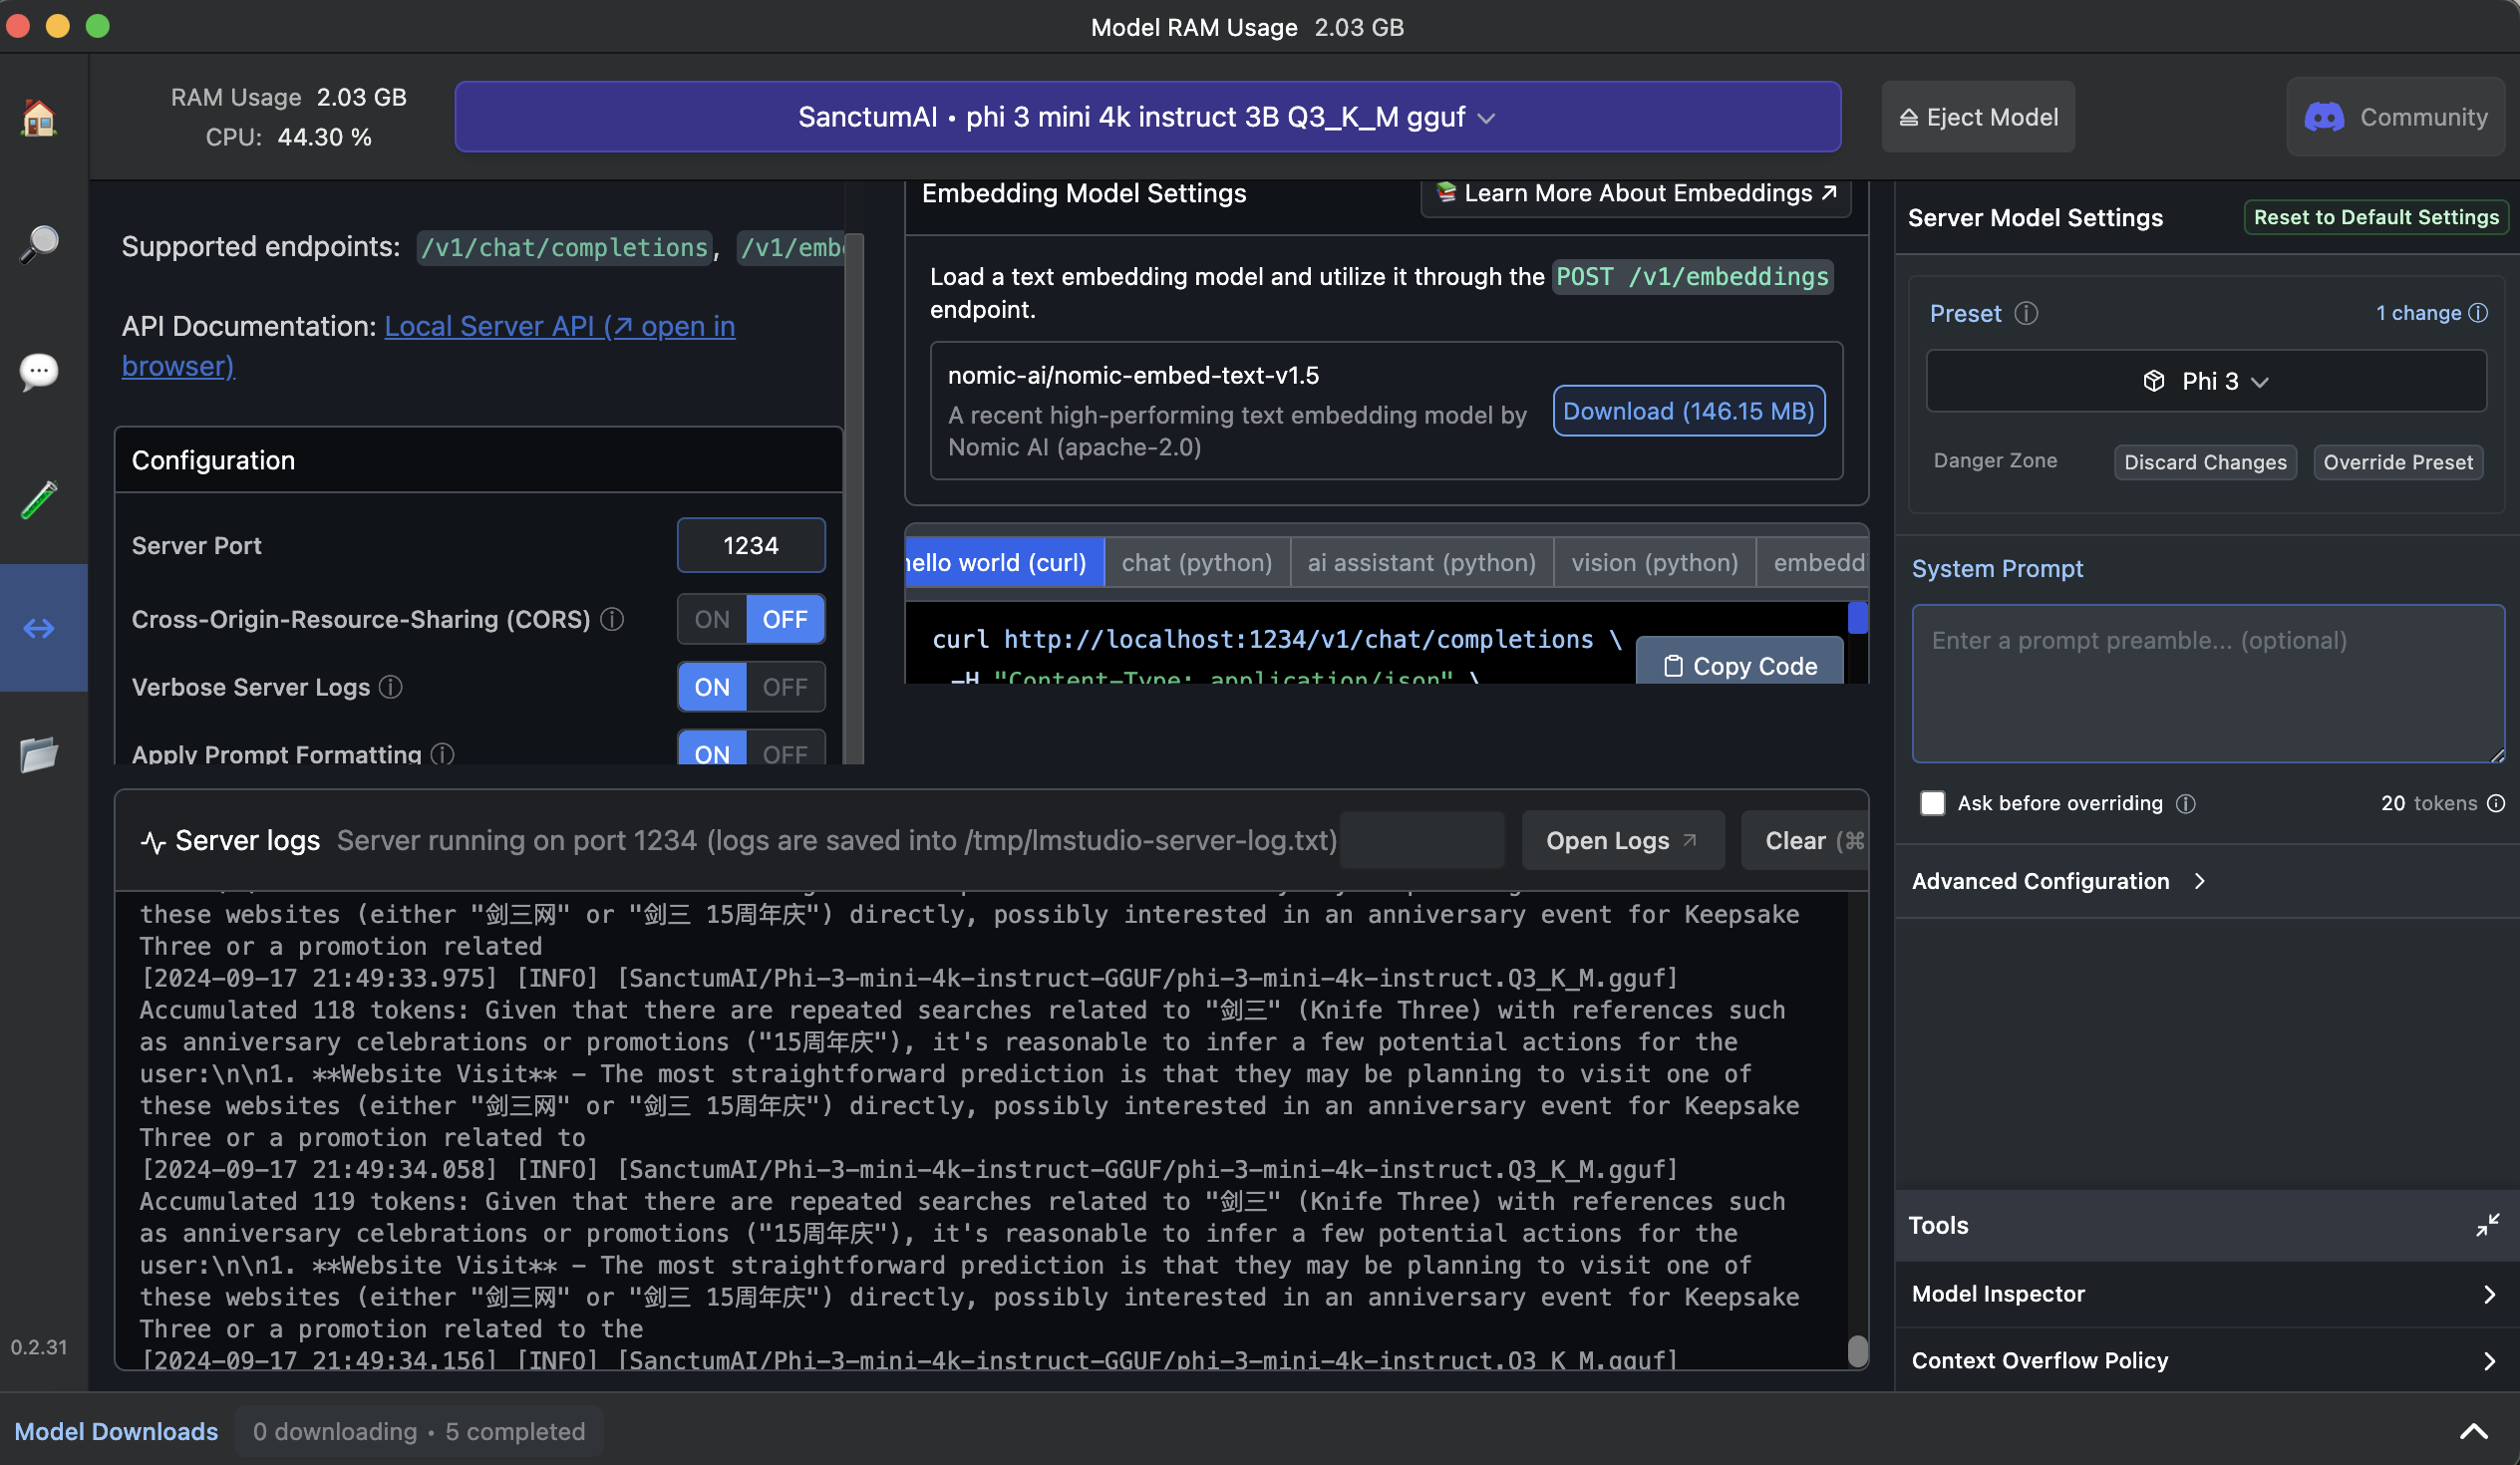 Model RAM Usage 2.03 GB
RAM Usage 2.03 GB
CPU: 44.30 %
SanctumAI • phi 3 mini 4k instruct 3B Q3_K_M gguf
Eject Model
Community
Supported endpoints: /v1/chat/completions, /v1/emb
API Documentation: Local Server API (↗ open in
browser)
Configuration
Server Port 1234
Cross-Origin-Resource-Sharing (CORS) ON OFF
Verbose Server Logs ON OFF
Apply Prompt Formatting ON OFF
Embedding Model Settings
Learn More About Embeddings ↗
Load a text embedding model and utilize it through the POST /v1/embeddings
endpoint.
nomic-ai/nomic-embed-text-v1.5
A recent high-performing text embedding model by
Nomic AI (apache-2.0)
Download (146.15 MB)
ello world (curl) chat (python) ai assistant (python) vision (python) embedd
curl http://localhost:1234/v1/chat/completions \
-H "Content-Type: application/json" \
Copy Code
Server logs Server running on port 1234 (logs are saved into /tmp/lmstudio-server-log.txt)
Open Logs ↗
Clear (⌘
these websites (either "剑三网" or "剑三 15周年庆") directly, possibly interested in an anniversary event for Keepsake
Three or a promotion related
[2024-09-17 21:49:33.975] [INFO] [SanctumAI/Phi-3-mini-4k-instruct-GGUF/phi-3-mini-4k-instruct.Q3_K_M.gguf]
Accumulated 118 tokens: Given that there are repeated searches related to "剑三" (Knife Three) with references such
as anniversary celebrations or promotions ("15周年庆"), it's reasonable to infer a few potential actions for the
user:\n\n1. **Website Visit** - The most straightforward prediction is that they may be planning to visit one of
these websites (either "剑三网" or "剑三 15周年庆") directly, possibly interested in an anniversary event for Keepsake
Three or a promotion related to
[2024-09-17 21:49:34.058] [INFO] [SanctumAI/Phi-3-mini-4k-instruct-GGUF/phi-3-mini-4k-instruct.Q3_K_M.gguf]
Accumulated 119 tokens: Given that there are repeated searches related to "剑三" (Knife Three) with references such
as anniversary celebrations or promotions ("15周年庆"), it's reasonable to infer a few potential actions for the
user:\n\n1. **Website Visit** - The most straightforward prediction is that they may be planning to visit one of
these websites (either "剑三网" or "剑三 15周年庆") directly, possibly interested in an anniversary event for Keepsake
Three or a promotion related to the
[2024-09-17 21:49:34.156] [INFO] [SanctumAI/Phi-3-mini-4k-instruct-GGUF/phi-3-mini-4k-instruct.Q3_K_M.gguf]
Server Model Settings
Reset to Default Settings
Preset
1 change
Phi 3
Danger Zone
Discard Changes
Override Preset
System Prompt
Enter a prompt preamble... (optional)
Ask before overriding
20 tokens
Advanced Configuration
Tools
Model Inspector
Context Overflow Policy
0.2.31
Model Downloads 0 downloading • 5 completed